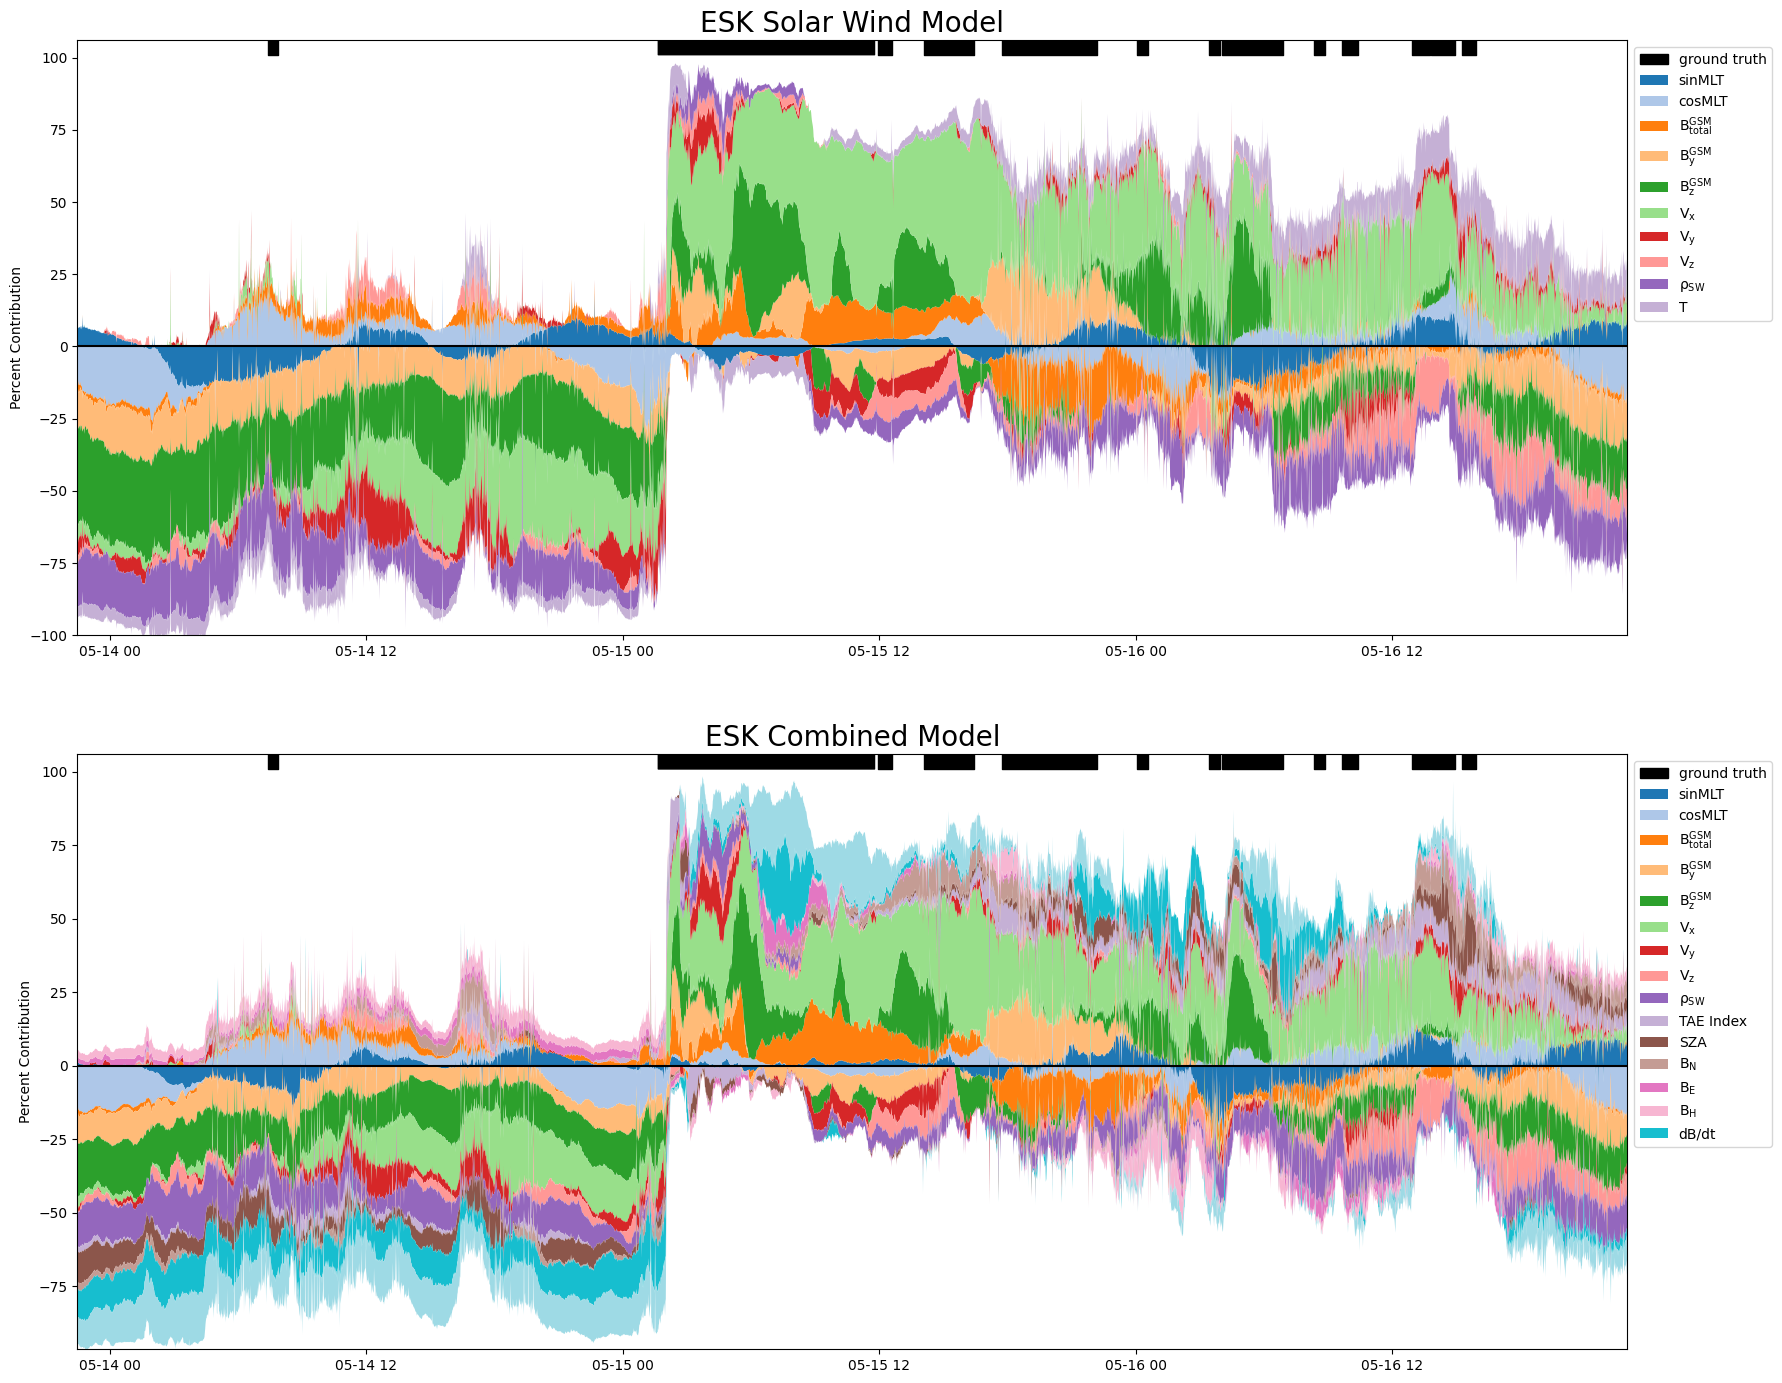 ESK Solar Wind Model
100
75
50
25
0
−25
−50
−75
−100
Percent Contribution
05-14 00
05-14 12
05-15 00
05-15 12
05-16 00
05-16 12
ground truth
sinMLT
cosMLT
B_total^GSM
B_y^GSM
B_z^GSM
V_x
V_y
V_z
ρ_SW
T
ESK Combined Model
100
75
50
25
0
−25
−50
−75
Percent Contribution
05-14 00
05-14 12
05-15 00
05-15 12
05-16 00
05-16 12
ground truth
sinMLT
cosMLT
B_total^GSM
B_y^GSM
B_z^GSM
V_x
V_y
V_z
ρ_SW
TAE Index
SZA
B_N
B_E
B_H
dB/dt